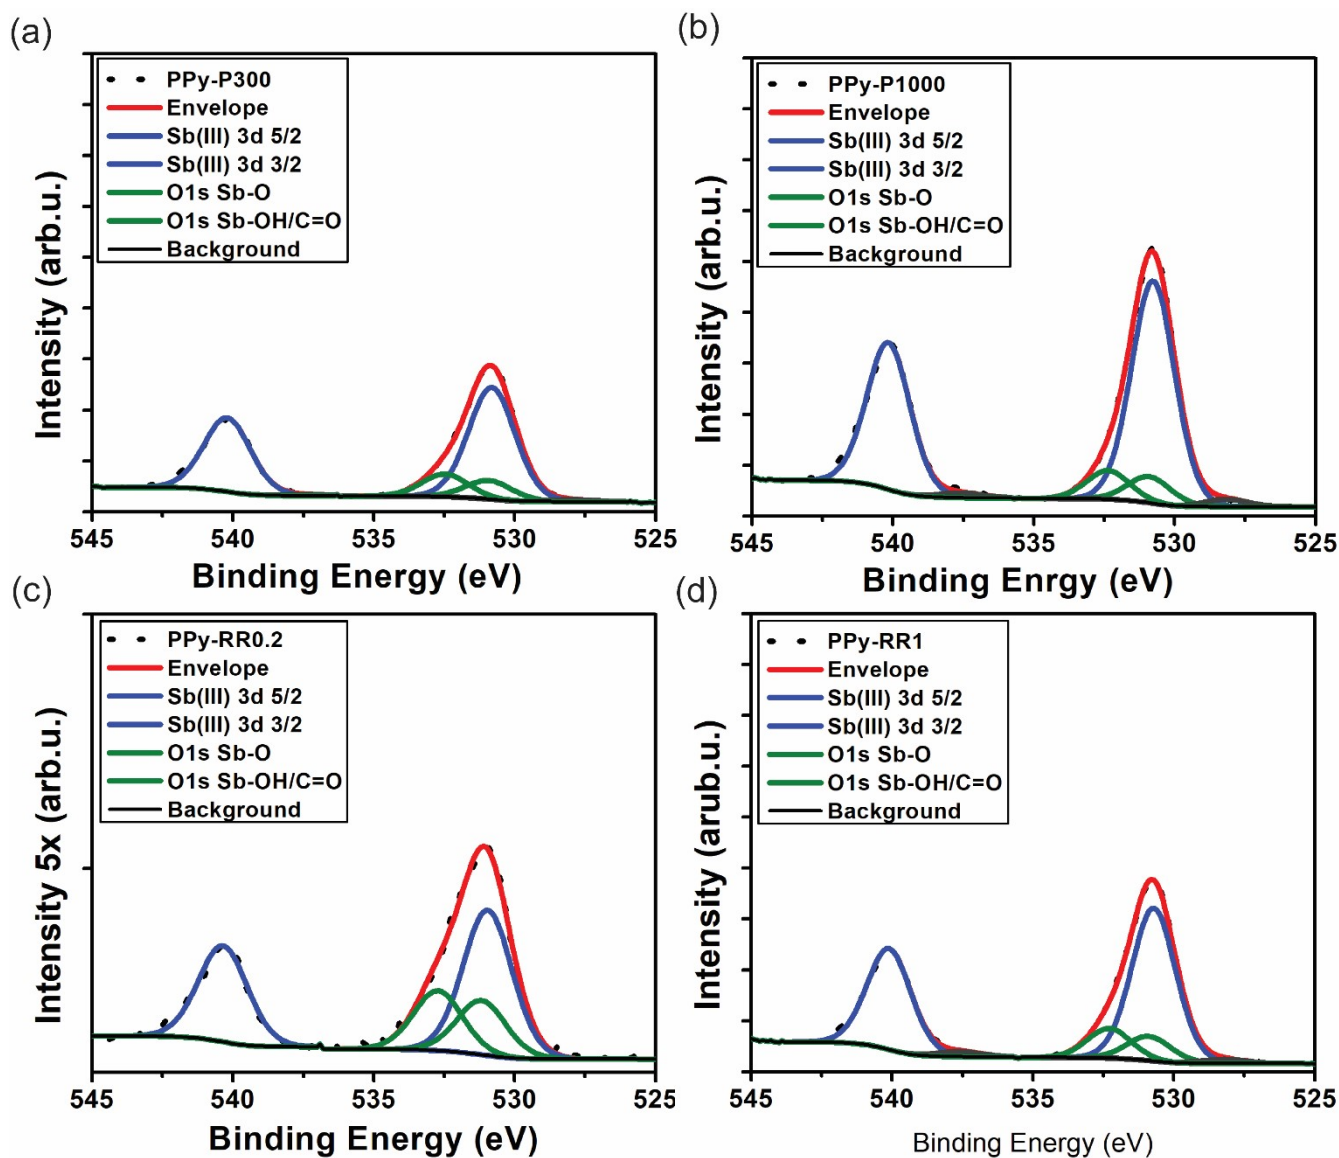 (a)
PPy-P300
Envelope
Sb(III) 3d 5/2
Sb(III) 3d 3/2
O1s Sb-O
O1s Sb-OH/C=O
Background
Intensity (arb.u.)
545 540 535 530 525
Binding Energy (eV)
(b)
PPy-P1000
Envelope
Sb(III) 3d 5/2
Sb(III) 3d 3/2
O1s Sb-O
O1s Sb-OH/C=O
Background
Intensity (arb.u.)
545 540 535 530 525
Binding Enrgy (eV)
(c)
PPy-RR0.2
Envelope
Sb(III) 3d 5/2
Sb(III) 3d 3/2
O1s Sb-O
O1s Sb-OH/C=O
Background
Intensity 5x (arb.u.)
545 540 535 530 525
Binding Energy (eV)
(d)
PPy-RR1
Envelope
Sb(III) 3d 5/2
Sb(III) 3d 3/2
O1s Sb-O
O1s Sb-OH/C=O
Background
Intensity (arub.u.)
545 540 535 530 525
Binding Energy (eV)